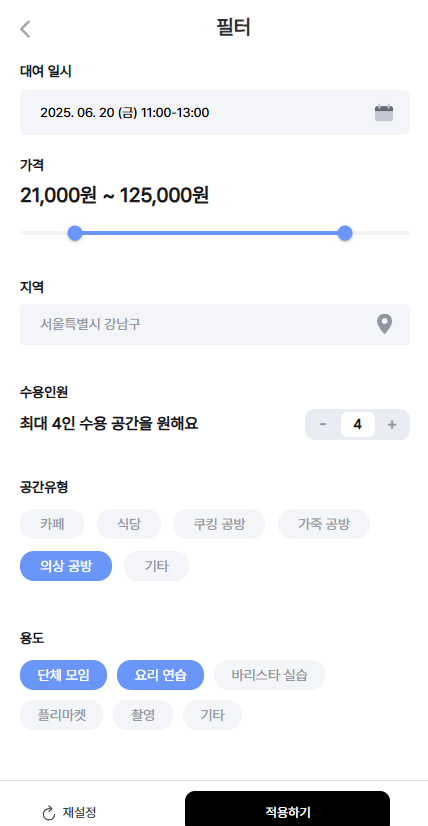 필터
대여 일시
2025. 06. 20 (금) 11:00-13:00
가격
21,000원 ~ 125,000원
지역
서울특별시 강남구
수용인원
최대 4인 수용 공간을 원해요
- 4 +
공간유형
카페 식당 쿠킹 공방 가죽 공방
의상 공방 기타
용도
단체 모임 요리 연습 바리스타 실습
플리마켓 촬영 기타
재설정 적용하기